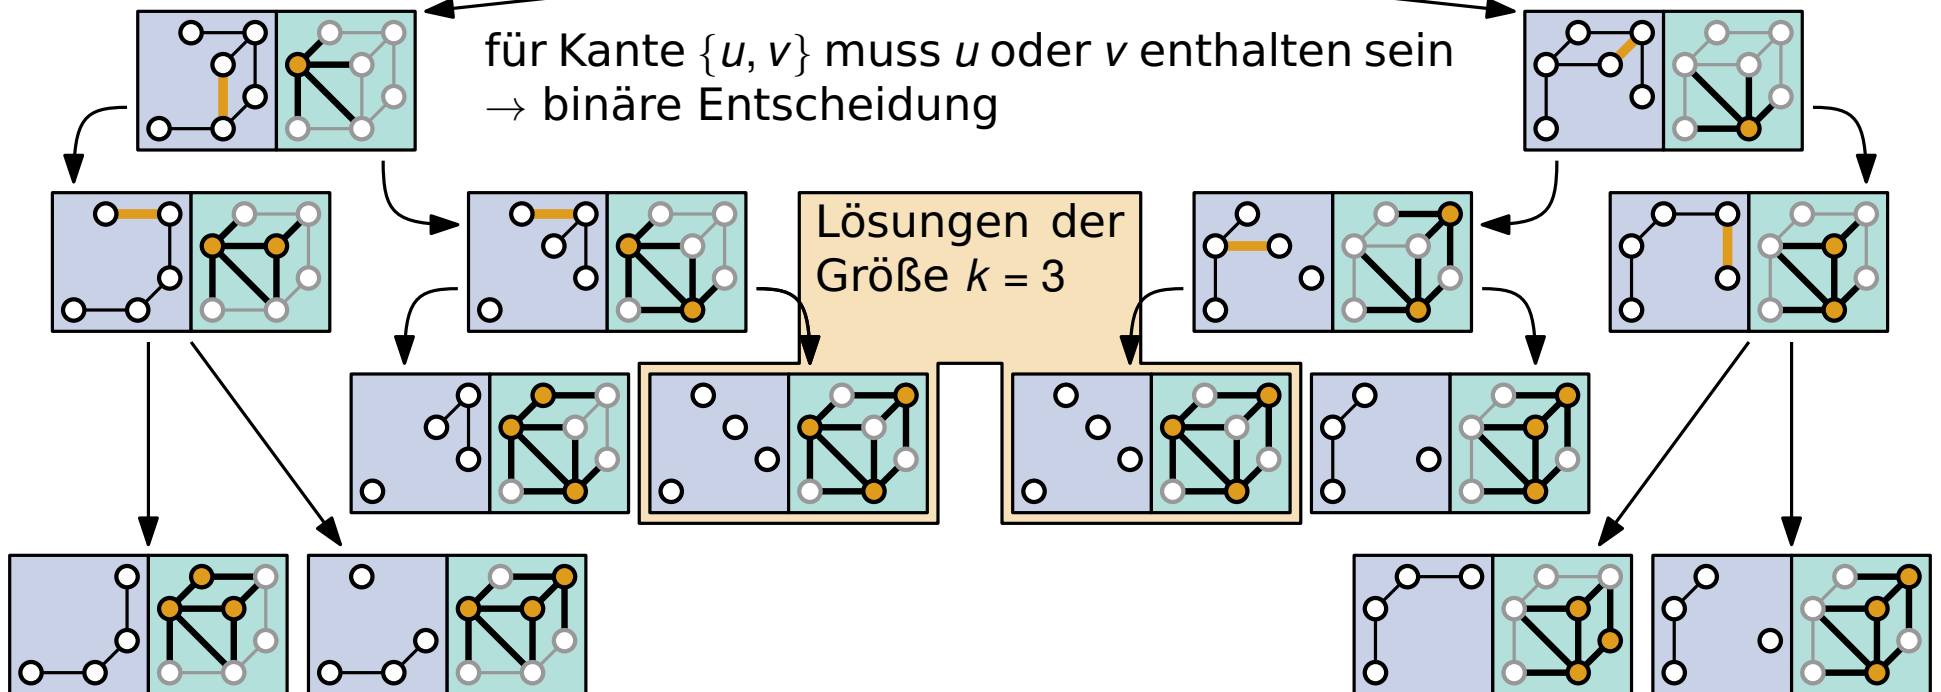 für Kante {u, v} muss u oder v enthalten sein
→ binäre Entscheidung
Lösungen der
Größe k = 3